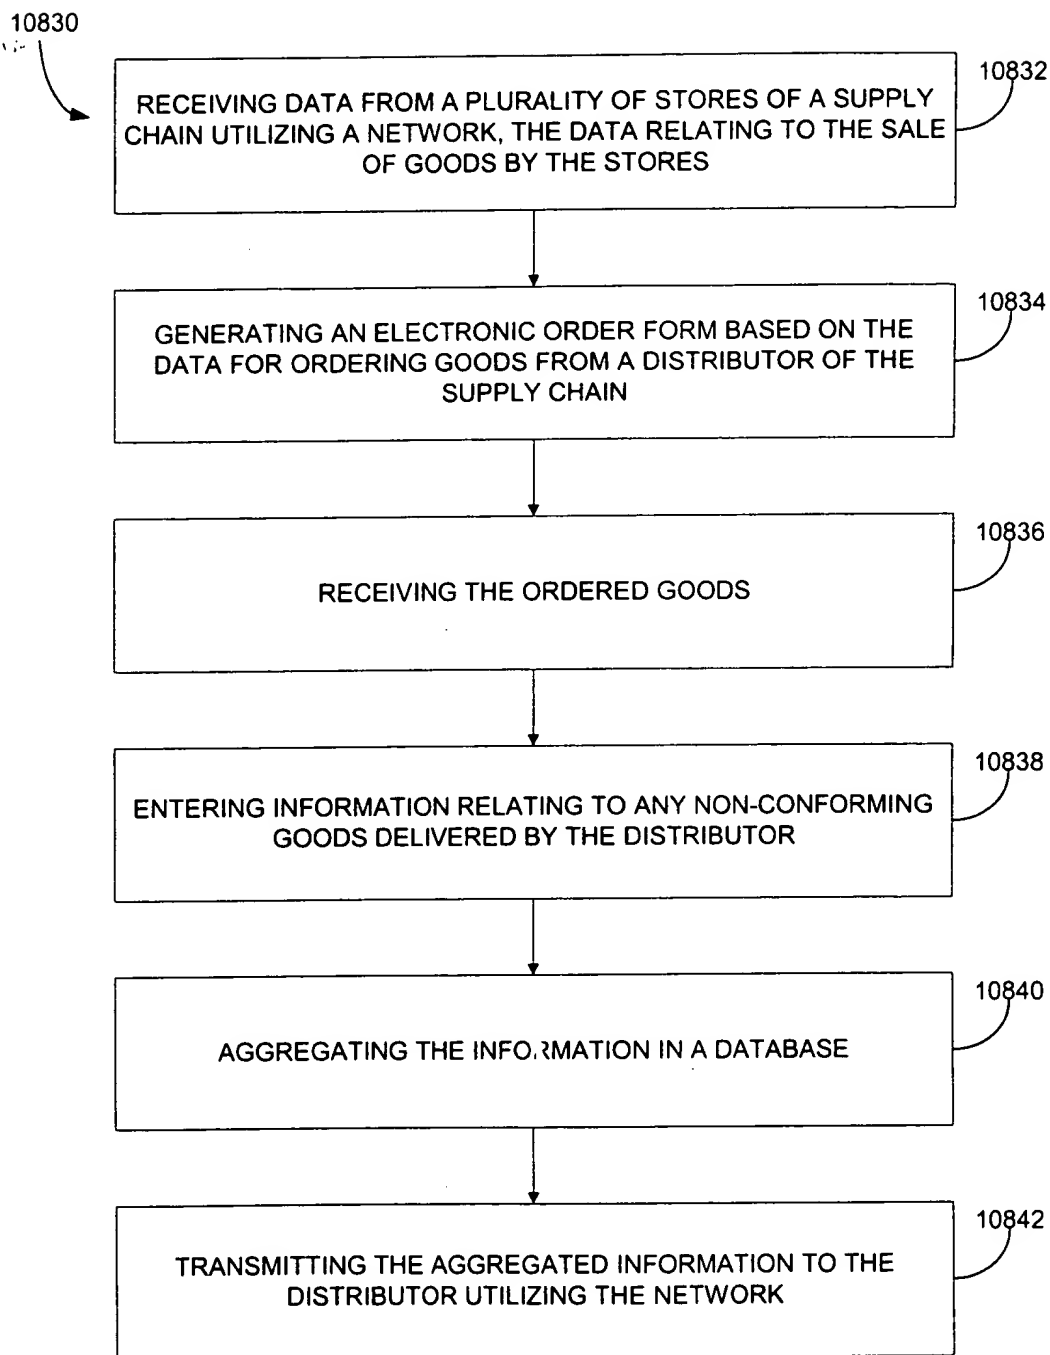 10830
10832
RECEIVING DATA FROM A PLURALITY OF STORES OF A SUPPLY
CHAIN UTILIZING A NETWORK, THE DATA RELATING TO THE SALE
OF GOODS BY THE STORES
10834
GENERATING AN ELECTRONIC ORDER FORM BASED ON THE
DATA FOR ORDERING GOODS FROM A DISTRIBUTOR OF THE
SUPPLY CHAIN
10836
RECEIVING THE ORDERED GOODS
10838
ENTERING INFORMATION RELATING TO ANY NON-CONFORMING
GOODS DELIVERED BY THE DISTRIBUTOR
10840
AGGREGATING THE INFORMATION IN A DATABASE
10842
TRANSMITTING THE AGGREGATED INFORMATION TO THE
DISTRIBUTOR UTILIZING THE NETWORK